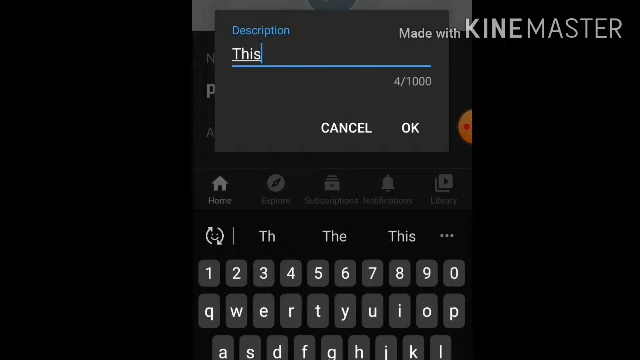 Description
Made with KINEMASTER
This
4/1000
CANCEL OK
Home Explore Subscriptions Notifications Library
Th The This
1 2 3 4 5 6 7 8 9 0
q w e r t y u i o p
a s d f g h j k l